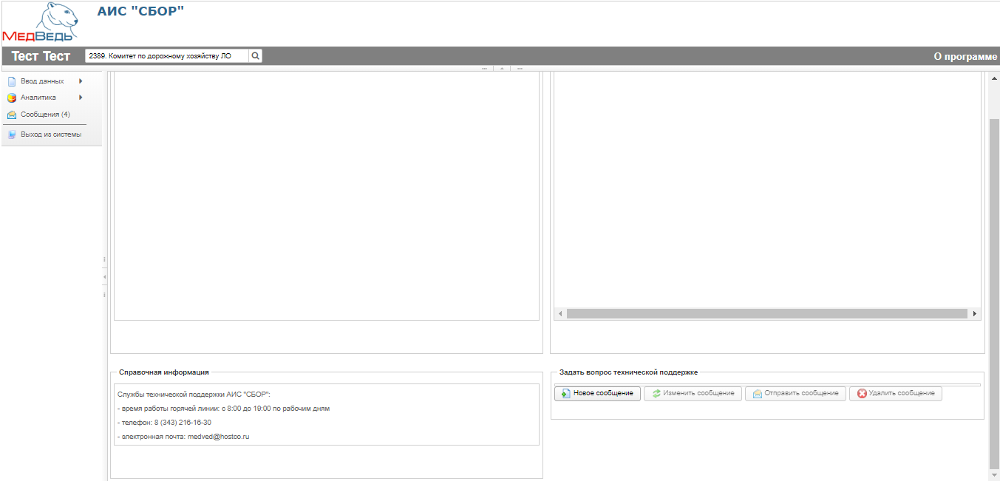 МЕДВЕДЬ
АИС "СБОР"
Тест Тест
2389. Комитет по дорожному хозяйству ЛО
О программе
Ввод данных
Аналитика
Сообщения (4)
Выход из системы
Справочная информация
Службы технической поддержки АИС "СБОР":
- время работы горячей линии: с 8:00 до 19:00 по рабочим дням
- телефон: 8 (343) 216-16-30
- электронная почта: medved@hostco.ru
Задать вопрос технической поддержке
Новое сообщение
Изменить сообщение
Отправить сообщение
Удалить сообщение